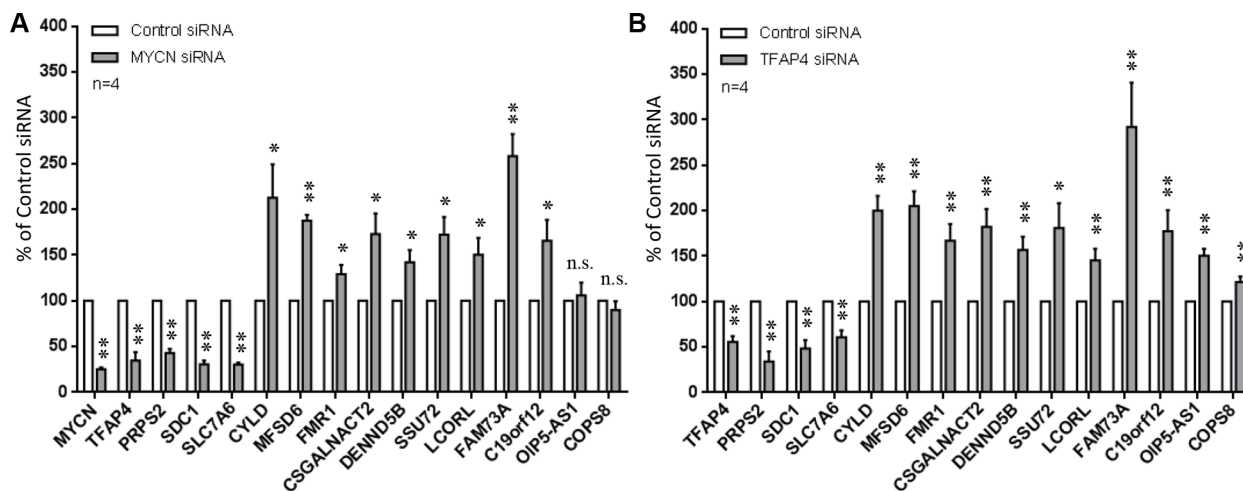 A
% of Control siRNA
400
350
300
250
200
150
100
50
0
Control siRNA
MYCN siRNA
n=4
**
**
**
**
**
*
**
*
*
*
*
*
**
*
n.s.
n.s.
MYCN
TFAP4
PRPS2
SDC1
SLC7A6
CYLD
MFSD6
FMR1
CSGALNACT2
DENND5B
SSU72
LCORL
FAM73A
C19orf12
OIP5-AS1
COPS8
B
% of Control siRNA
400
350
300
250
200
150
100
50
0
Control siRNA
TFAP4 siRNA
n=4
**
**
**
**
**
**
**
**
**
*
**
**
**
**
**
TFAP4
PRPS2
SDC1
SLC7A6
CYLD
MFSD6
FMR1
CSGALNACT2
DENND5B
SSU72
LCORL
FAM73A
C19orf12
OIP5-AS1
COPS8